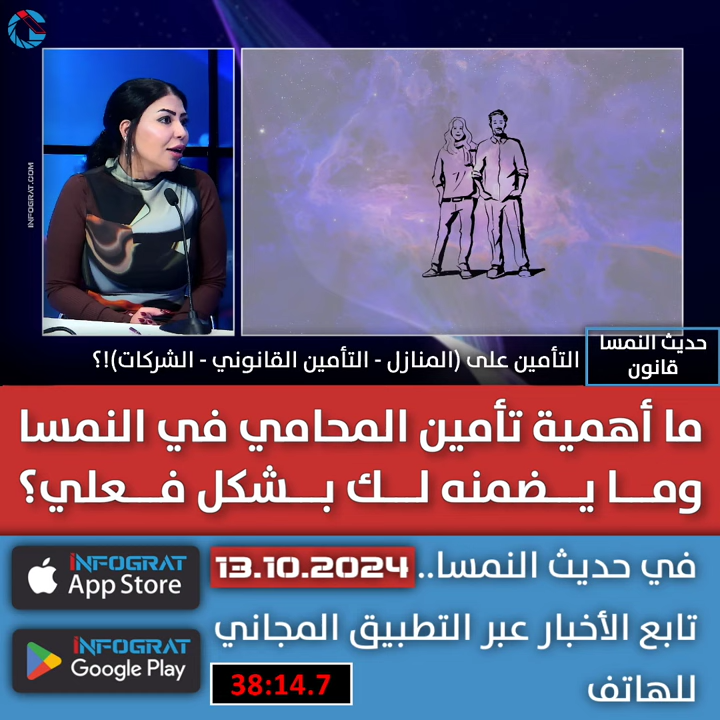 INFOGRAT.COM
حديث النمسا
قانون
التأمين على (المنازل - التأمين القانوني - الشركات)!؟
ما أهمية تأمين المحامي في النمسا
وما يضمنه لك بشكل فعلي؟
في حديث النمسا.. 13.10.2024
تابع الأخبار عبر التطبيق المجاني
للهاتف
INFOGRAT
App Store
INFOGRAT
Google Play
38:14.7